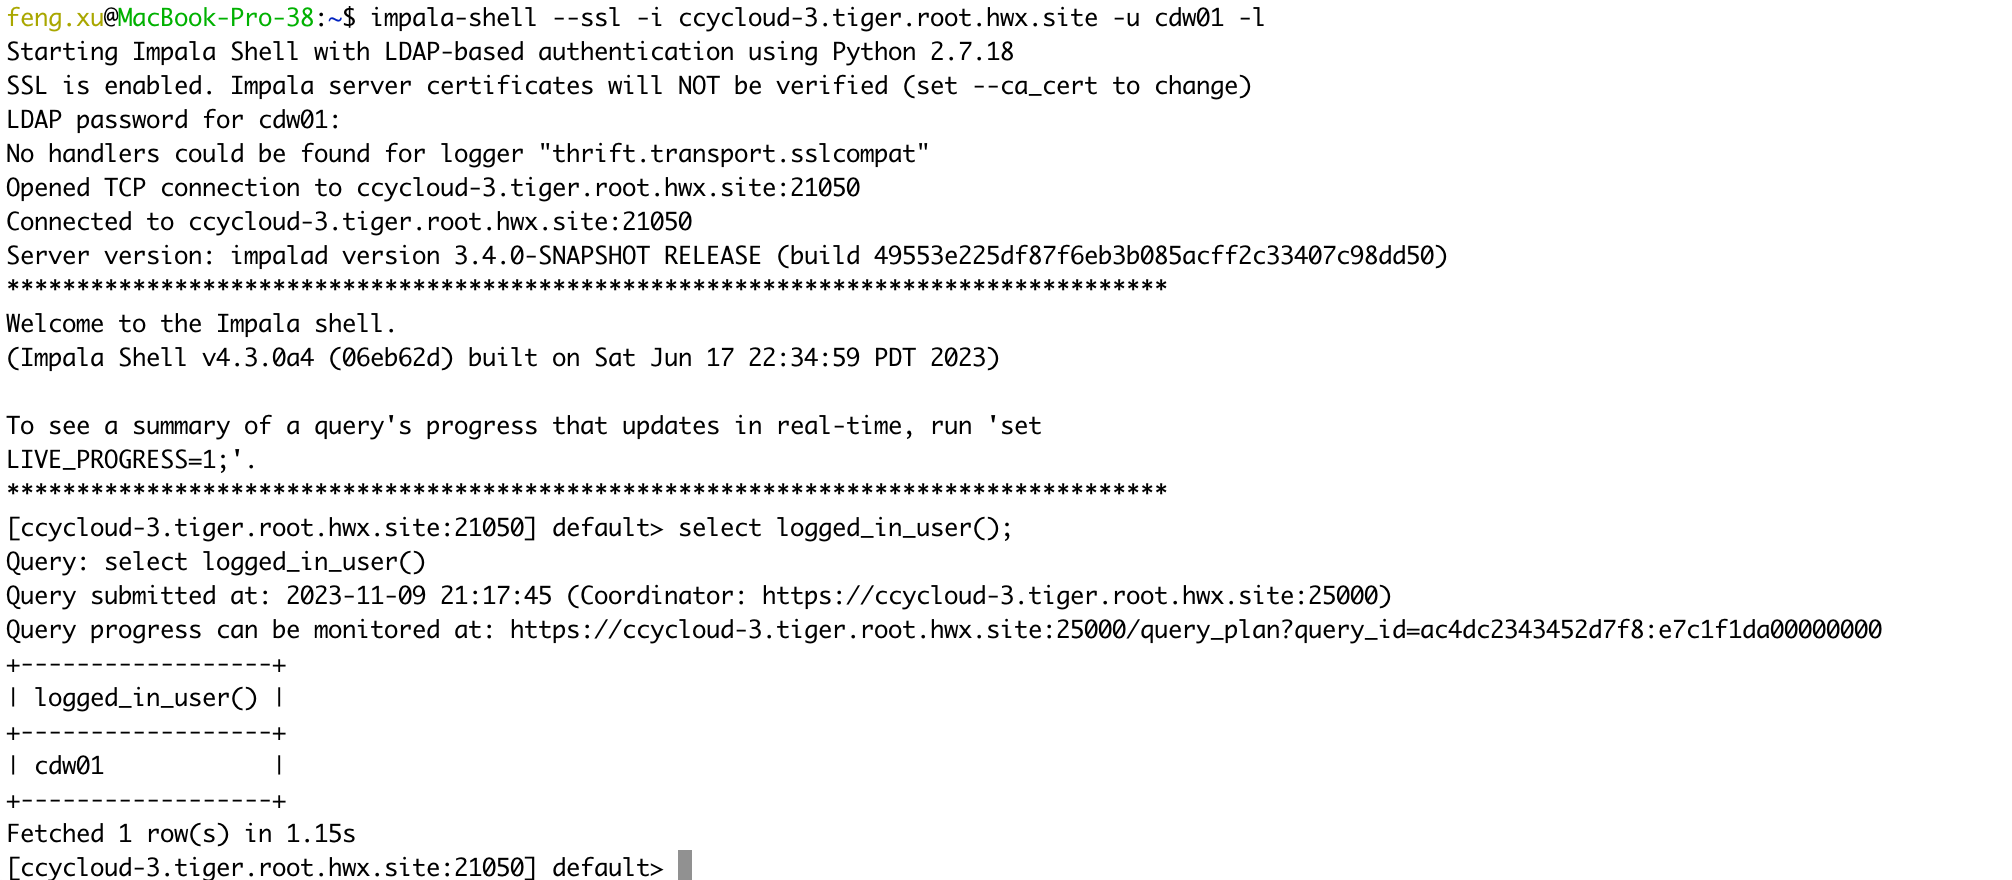 feng.xu@MacBook-Pro-38:~$ impala-shell --ssl -i ccycloud-3.tiger.root.hwx.site -u cdw01 -l
Starting Impala Shell with LDAP-based authentication using Python 2.7.18
SSL is enabled. Impala server certificates will NOT be verified (set --ca_cert to change)
LDAP password for cdw01:
No handlers could be found for logger "thrift.transport.sslcompat"
Opened TCP connection to ccycloud-3.tiger.root.hwx.site:21050
Connected to ccycloud-3.tiger.root.hwx.site:21050
Server version: impalad version 3.4.0-SNAPSHOT RELEASE (build 49553e225df87f6eb3b085acff2c33407c98dd50)
***********************************************************************************
Welcome to the Impala shell.
(Impala Shell v4.3.0a4 (06eb62d) built on Sat Jun 17 22:34:59 PDT 2023)

To see a summary of a query's progress that updates in real-time, run 'set
LIVE_PROGRESS=1;'.
***********************************************************************************
[ccycloud-3.tiger.root.hwx.site:21050] default> select logged_in_user();
Query: select logged_in_user()
Query submitted at: 2023-11-09 21:17:45 (Coordinator: https://ccycloud-3.tiger.root.hwx.site:25000)
Query progress can be monitored at: https://ccycloud-3.tiger.root.hwx.site:25000/query_plan?query_id=ac4dc2343452d7f8:e7c1f1da00000000
+------------------+
| logged_in_user() |
+------------------+
| cdw01            |
+------------------+
Fetched 1 row(s) in 1.15s
[ccycloud-3.tiger.root.hwx.site:21050] default>